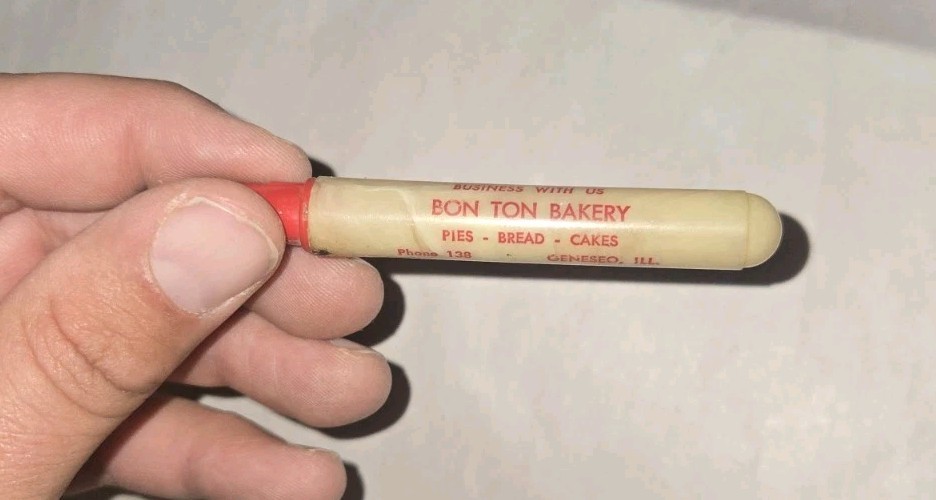 BUSINESS WITH US
BON TON BAKERY
PIES - BREAD - CAKES
Phone 138 . GENESEO, ILL.